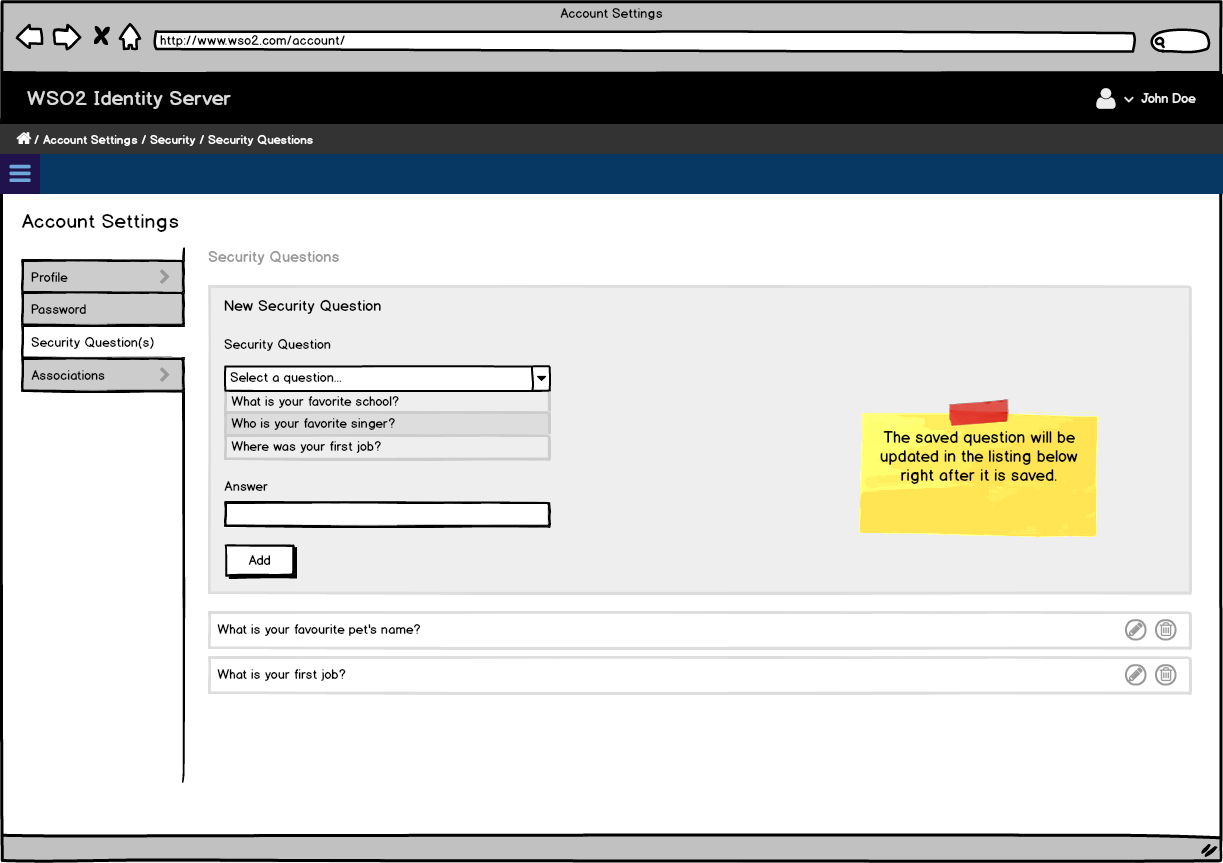 Account Settings
http://www.wso2.com/account/
WSO2 Identity Server
John Doe
/ Account Settings / Security / Security Questions
Account Settings
Profile
Password
Security Question(s)
Associations
Security Questions
New Security Question
Security Question
Select a question...
What is your favorite school?
Who is your favorite singer?
Where was your first job?
Answer
Add
The saved question will be
updated in the listing below
right after it is saved.
What is your favourite pet's name?
What is your first job?